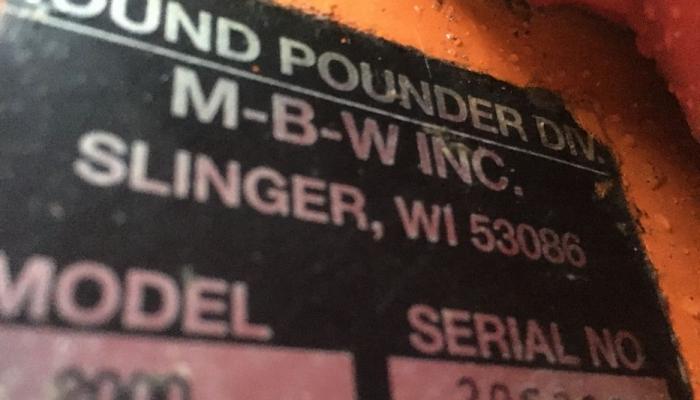 OUND POUNDER DIV.
M-B-W INC.
SLINGER, WI 53086
MODEL
SERIAL NO